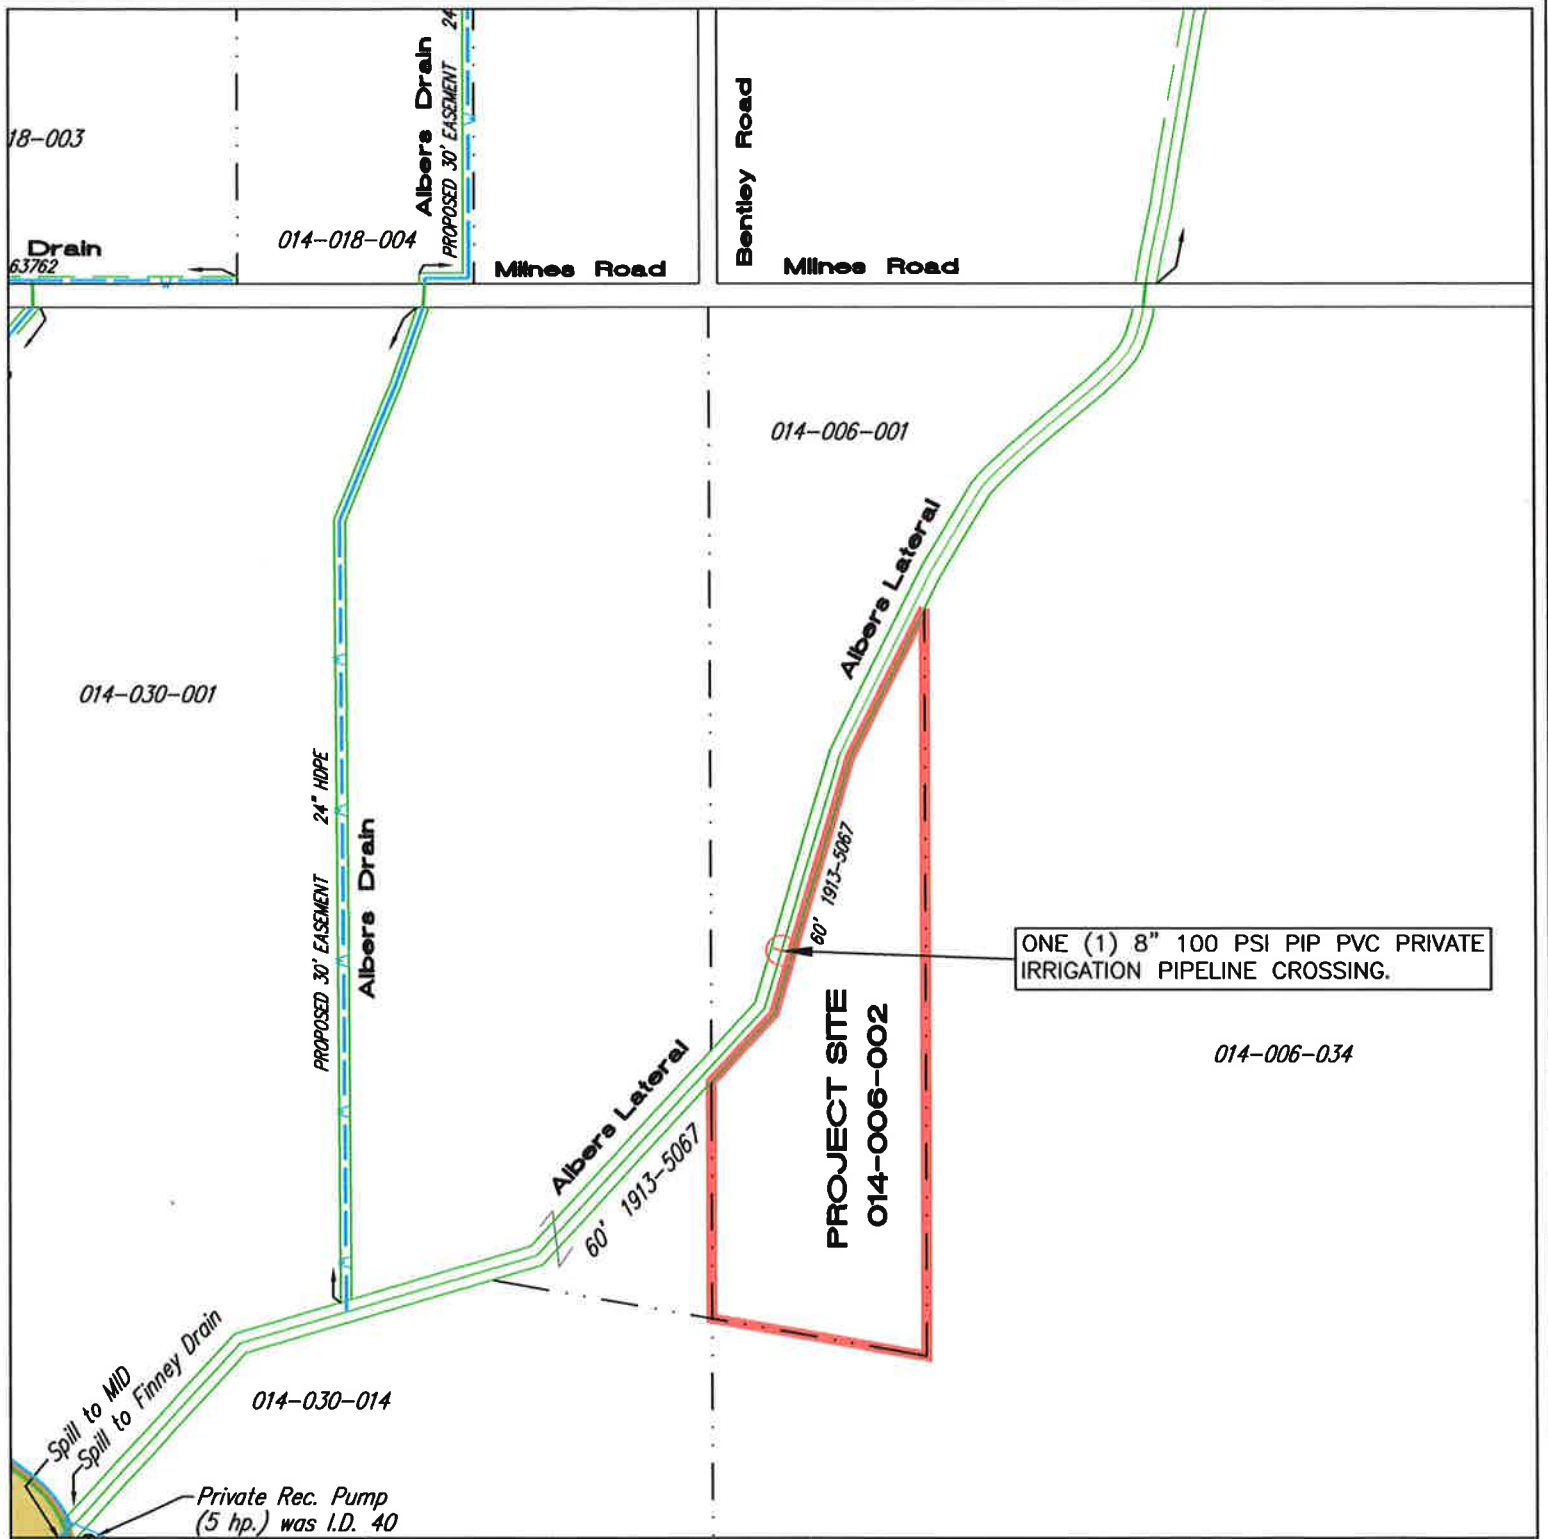 24
Albers Drain
PROPOSED 30' EASEMENT
Bentley Road
18-003
014-018-004
Drain
63762
Milnes Road
Milnes Road
014-006-001
Albers Lateral
014-030-001
24" HDPE
PROPOSED 30' EASEMENT
Albers Drain
60' 1913-5067
ONE (1) 8" 100 PSI PIP PVC PRIVATE
IRRIGATION PIPELINE CROSSING.
PROJECT SITE
014-006-002
014-006-034
Albers Lateral
60' 1913-5067
Spill to MID
Spill to Finney Drain
014-030-014
Private Rec. Pump
(5 hp.) was I.D. 40